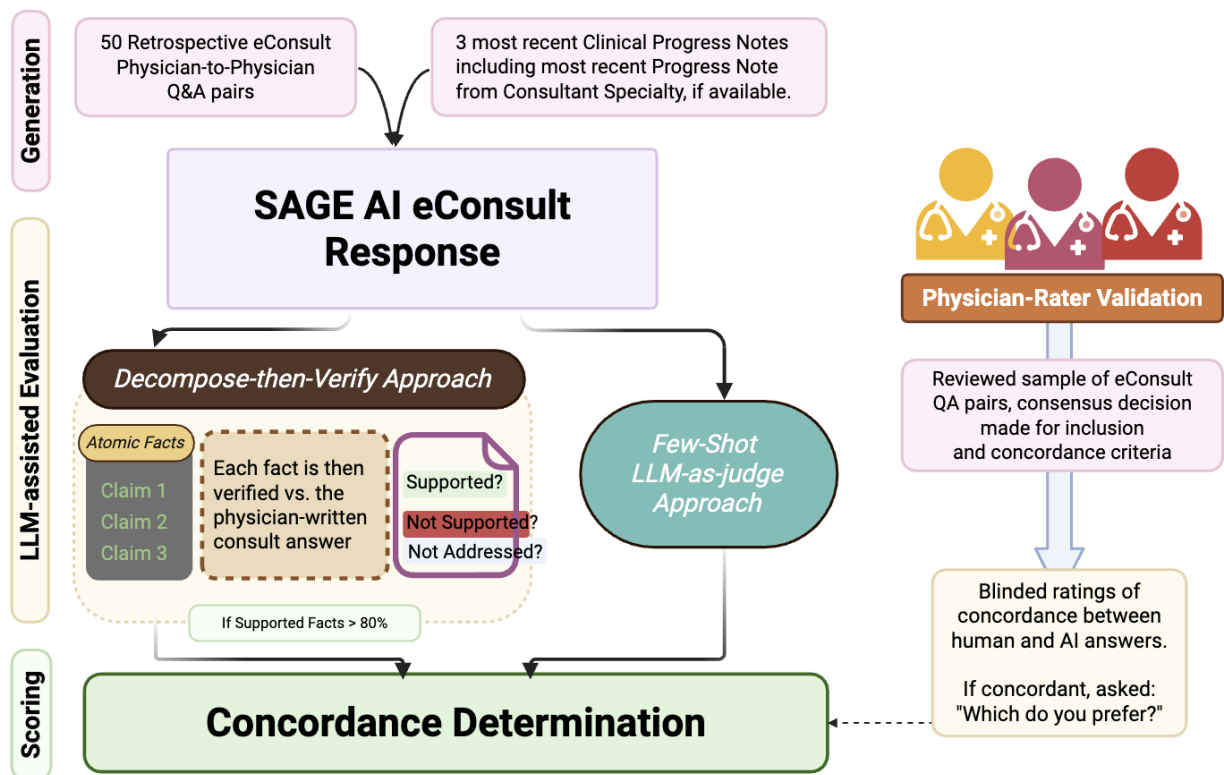 Generation
50 Retrospective eConsult
Physician-to-Physician
Q&A pairs
3 most recent Clinical Progress Notes
including most recent Progress Note
from Consultant Specialty, if available.
SAGE AI eConsult
Response
LLM-assisted Evaluation
Decompose-then-Verify Approach
Atomic Facts
Claim 1
Claim 2
Claim 3
Each fact is then
verified vs. the
physician-written
consult answer
Supported?
Not Supported?
Not Addressed?
If Supported Facts > 80%
Few-Shot
LLM-as-judge
Approach
Physician-Rater Validation
Reviewed sample of eConsult
QA pairs, consensus decision
made for inclusion
and concordance criteria
Blinded ratings of
concordance between
human and AI answers.
If concordant, asked:
"Which do you prefer?"
Scoring
Concordance Determination